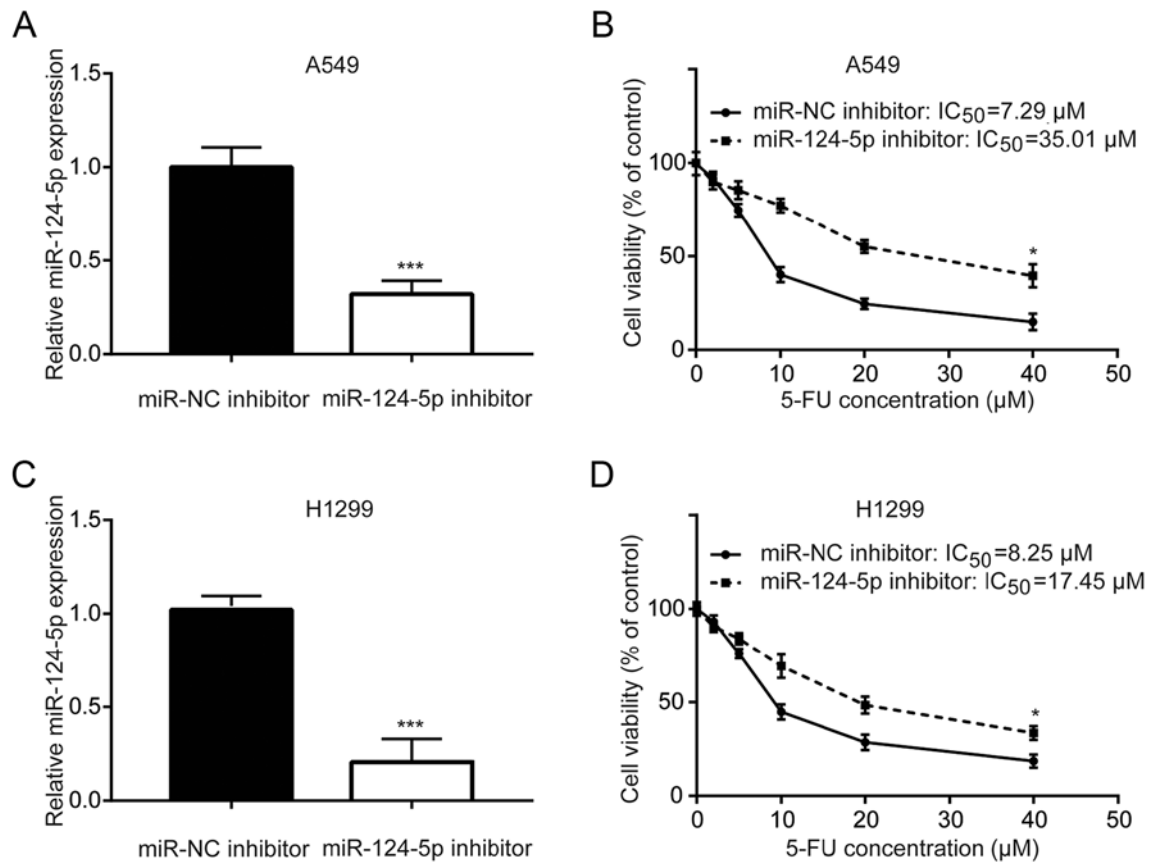 A
A549
Relative miR-124-5p expression
1.5
1.0
0.5
0.0
***
miR-NC inhibitor miR-124-5p inhibitor
B
A549
miR-NC inhibitor: IC50=7.29 µM
miR-124-5p inhibitor: IC50=35.01 µM
Cell viability (% of control)
100
50
0
*
0 10 20 30 40 50
5-FU concentration (µM)
C
H1299
Relative miR-124-5p expression
1.5
1.0
0.5
0.0
***
miR-NC inhibitor miR-124-5p inhibitor
D
H1299
miR-NC inhibitor: IC50=8.25 µM
miR-124-5p inhibitor: IC50=17.45 µM
Cell viability (% of control)
100
50
0
*
0 10 20 30 40 50
5-FU concentration (µM)